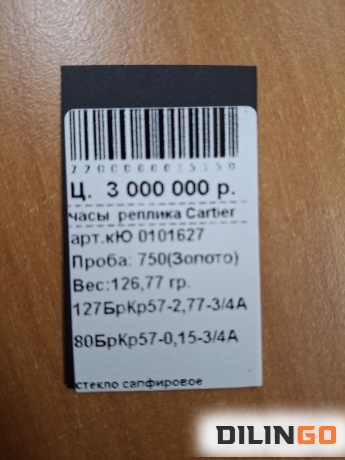 2200000015150
Ц. 3 000 000 р.
часы реплика Cartier
арт.кЮ 0101627
Проба: 750(Золото)
Вес:126,77 гр.
127БрКр57-2,77-3/4А
80БрКр57-0,15-3/4А
стекло сапфировое
DILINGO